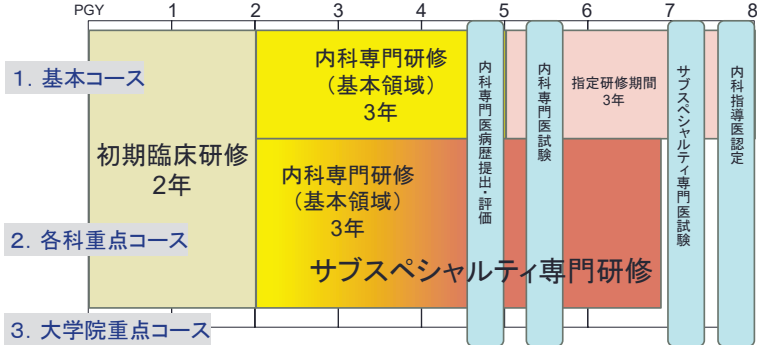 PGY 1 2 3 4 5 6 7 8
1. 基本コース
初期臨床研修
2年
内科専門研修
（基本領域）
3年
内科専門医病歴提出・評価
内科専門医試験
指定研修期間
3年
サブスペシャルティ専門医試験
内科指導医認定
内科専門研修
（基本領域）
3年
2. 各科重点コース
サブスペシャルティ専門研修
3. 大学院重点コース